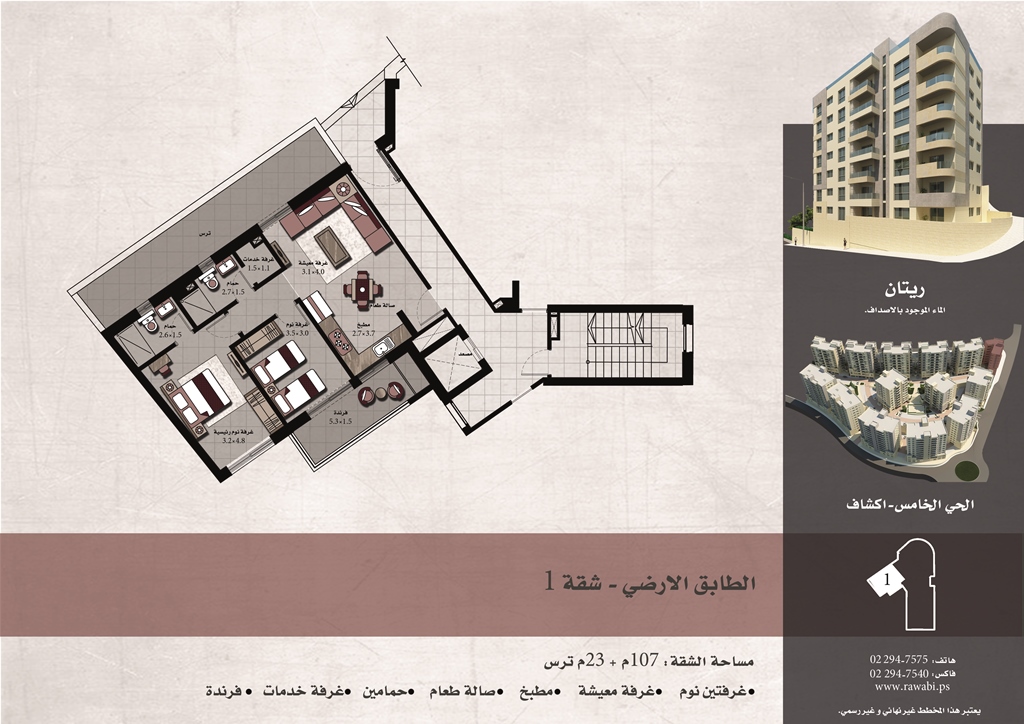 ترس
غرفة خدمات
1.5×1.1
غرفة معيشة
3.1×4.0
حمام
2.7×1.5
حمام
2.6×1.5
صالة طعام
غرفة نوم
3.5×3.0
مطبخ
2.7×3.7
مصعد
فرندة
5.3×1.5
غرفة نوم رئيسية
3.2×4.8
ريتان
الماء الموجود بالاصداف.
الحي الخامس-اكشاف
1
الطابق الارضي - شقة 1
مساحة الشقة: 107م + 23م ترس
•غرفتين نوم •غرفة معيشة •مطبخ •صالة طعام •حمامين •غرفة خدمات •فرندة
هاتف: 02 294-7575
فاكس: 02 294-7540
www.rawabi.ps
يعتبر هذا المخطط غير نهائي و غير رسمي.